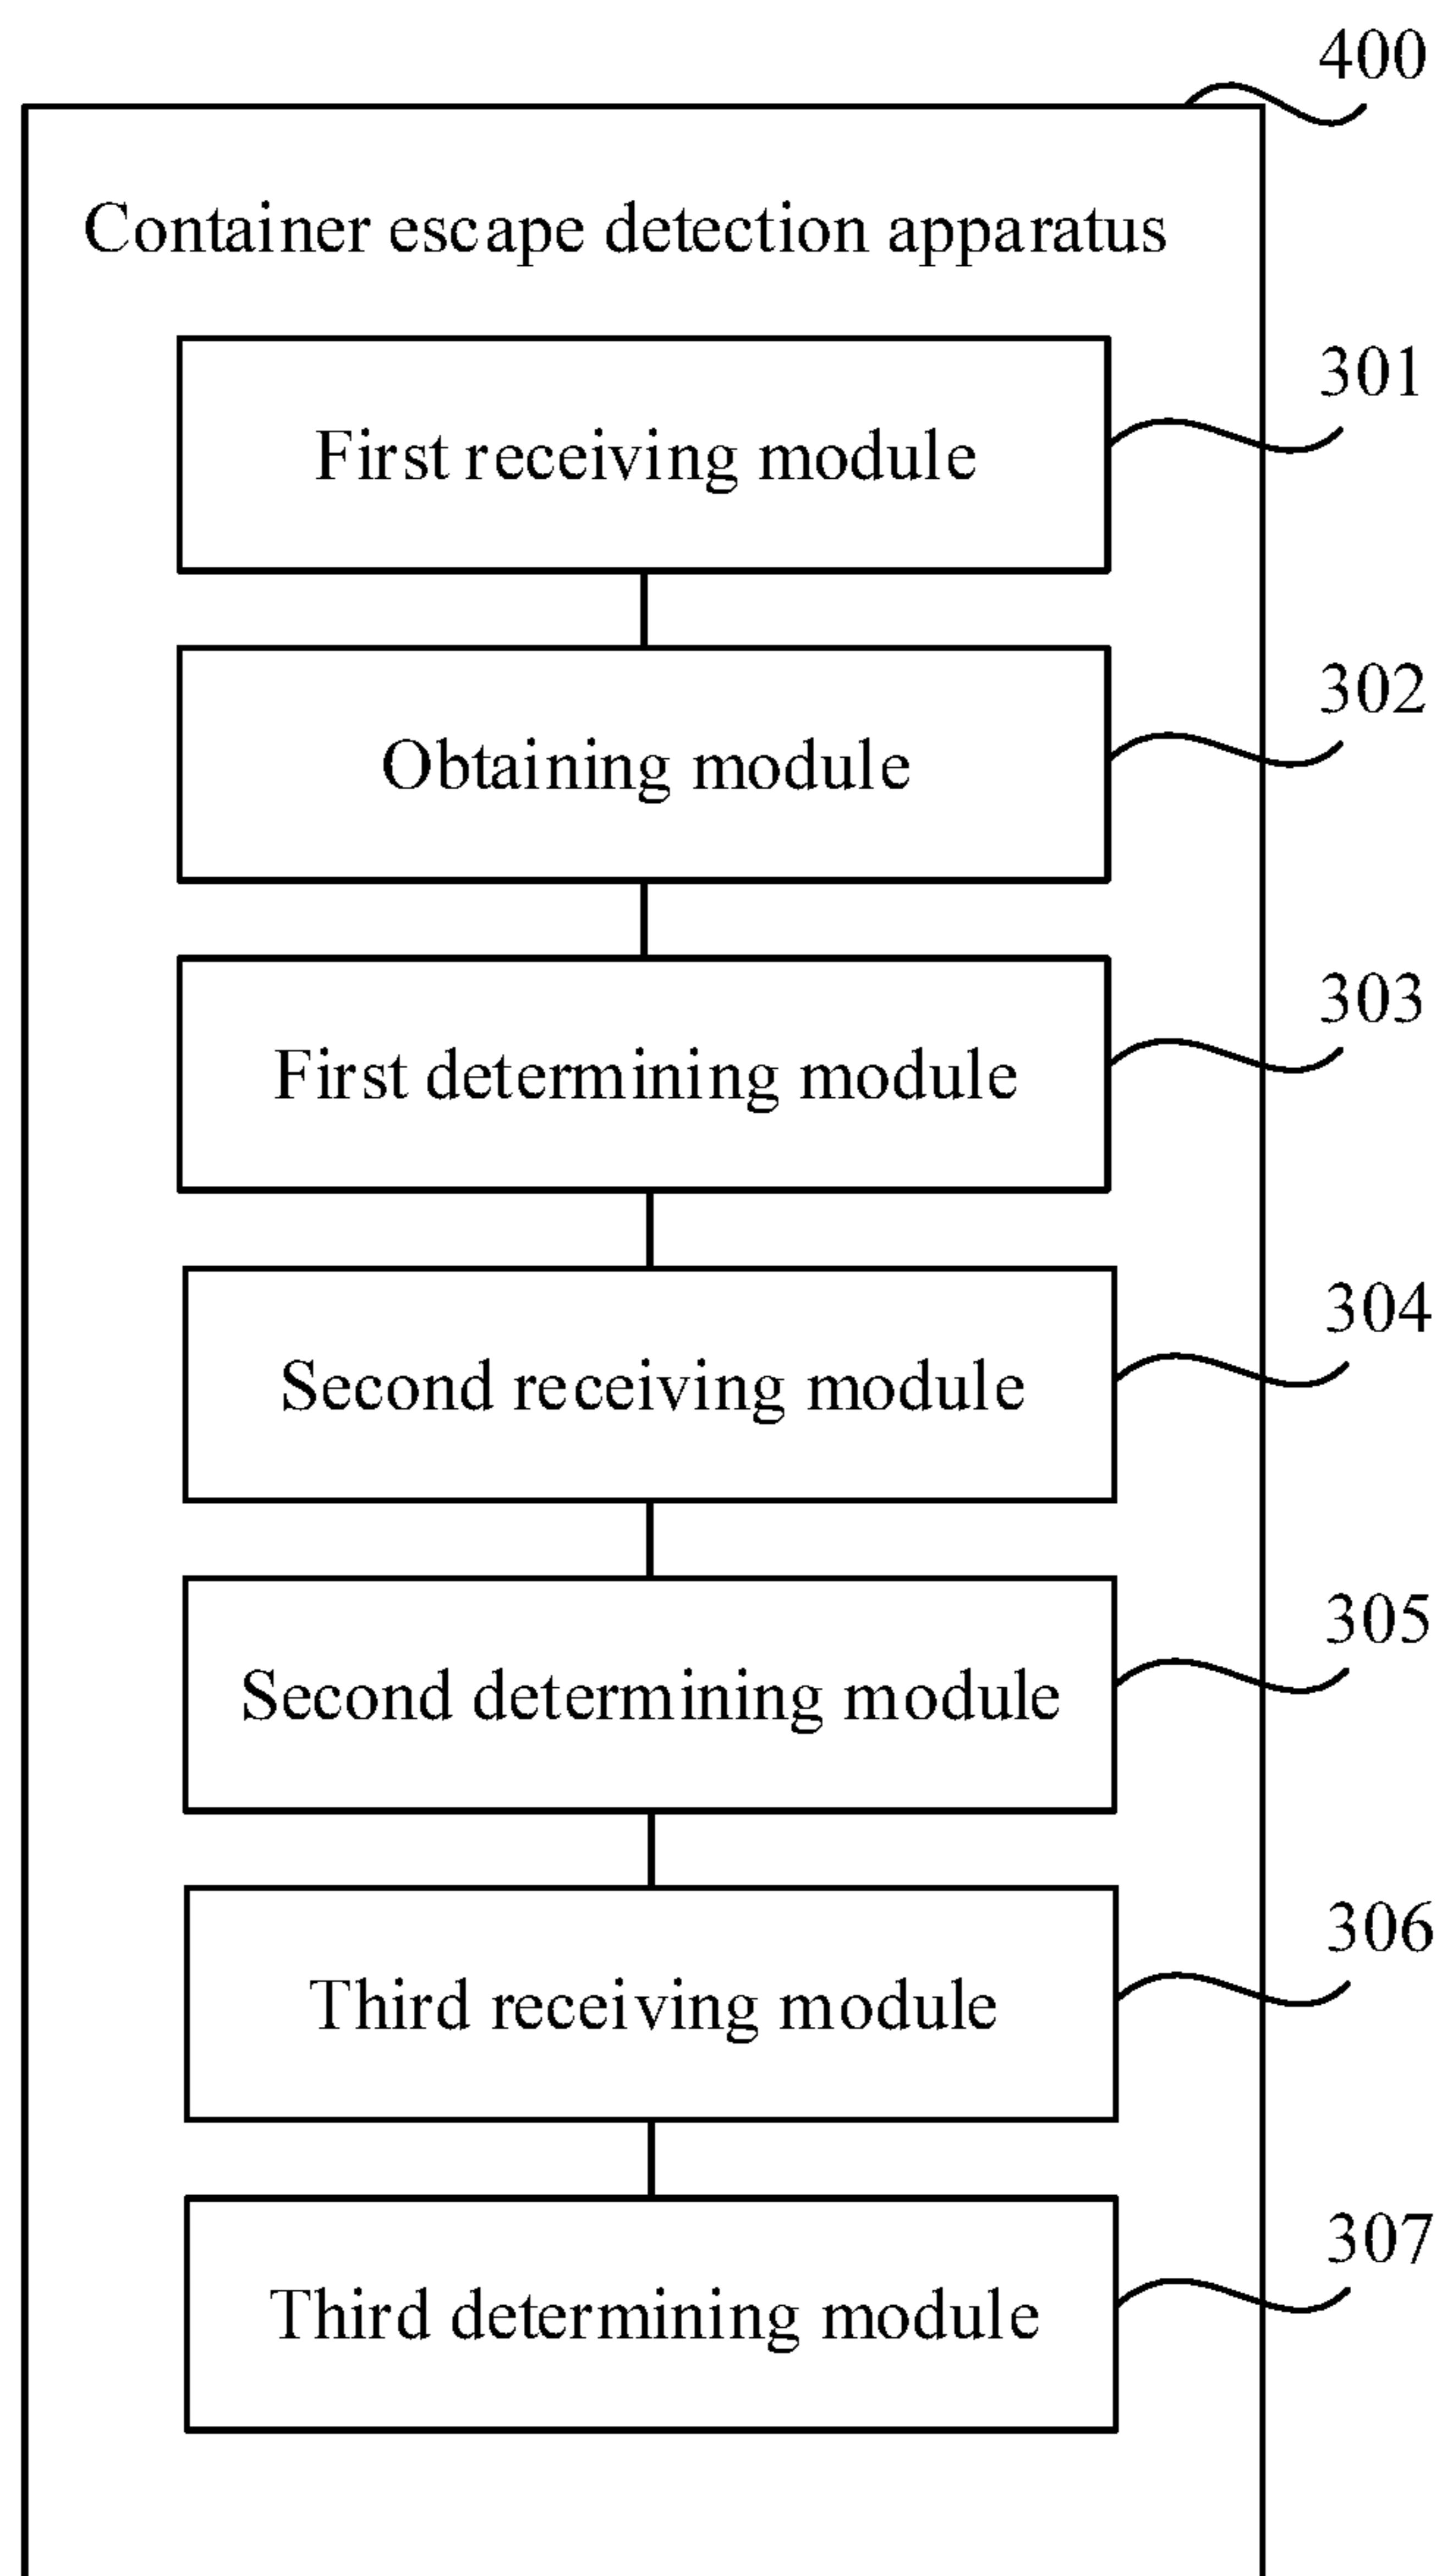 400
Container escape detection apparatus
301
First receiving module
302
Obtaining module
303
First determining module
304
Second receiving module
305
Second determining module
306
Third receiving module
307
Third determining module